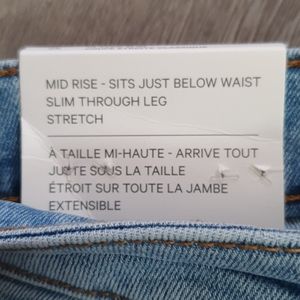 MID RISE - SITS JUST BELOW WAIST
SLIM THROUGH LEG
STRETCH
À TAILLE MI-HAUTE - ARRIVE TOUT
JUSTE SOUS LA TAILLE
ÉTROIT SUR TOUTE LA JAMBE
EXTENSIBLE